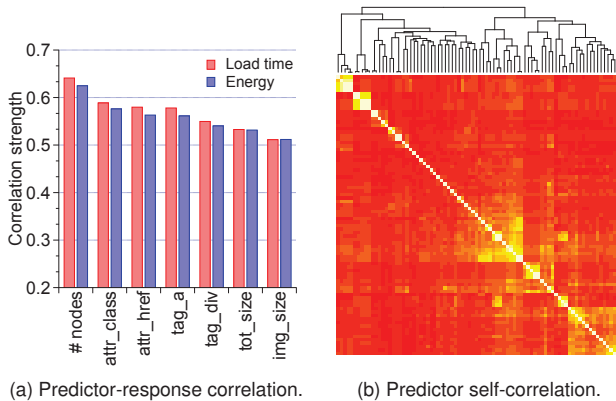 0.7
0.6
0.5
0.4
0.3
0.2
Correlation strength
Load time
Energy
# nodes
attr_class
attr_href
tag_a
tag_div
tot_size
img_size
(a) Predictor-response correlation.
(b) Predictor self-correlation.